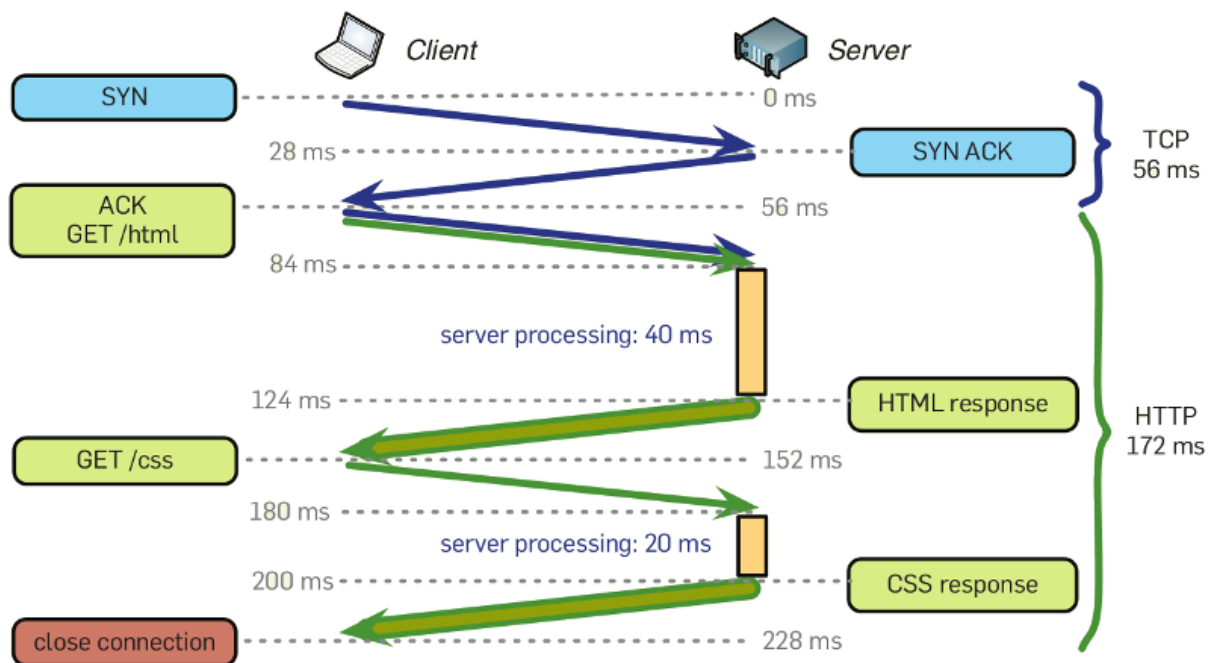 Client
Server
SYN
0 ms
28 ms
SYN ACK
TCP
56 ms
ACK
GET /html
56 ms
84 ms
server processing: 40 ms
124 ms
HTML response
HTTP
172 ms
GET /css
152 ms
180 ms
server processing: 20 ms
200 ms
CSS response
close connection
228 ms